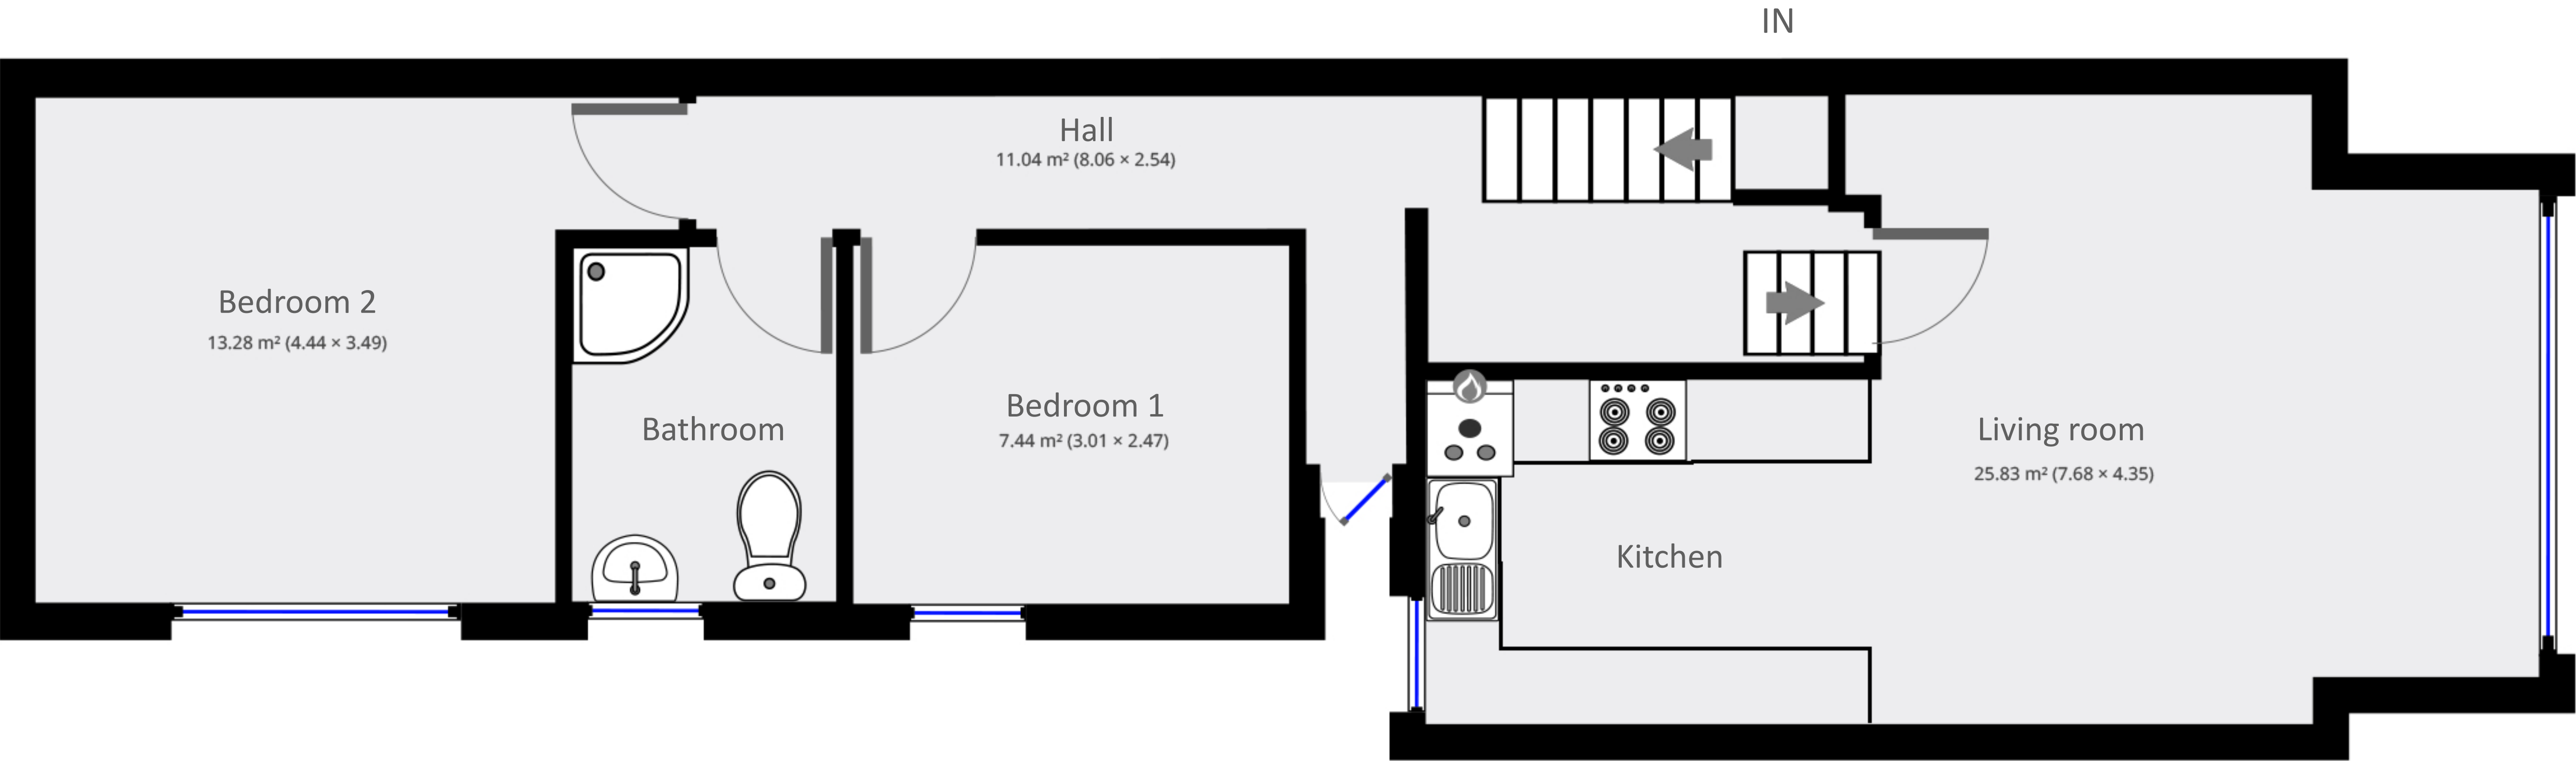 IN
Hall
11.04 m² (8.06 × 2.54)
Bedroom 2
13.28 m² (4.44 × 3.49)
Bathroom
Bedroom 1
7.44 m² (3.01 × 2.47)
Living room
25.83 m² (7.68 × 4.35)
Kitchen